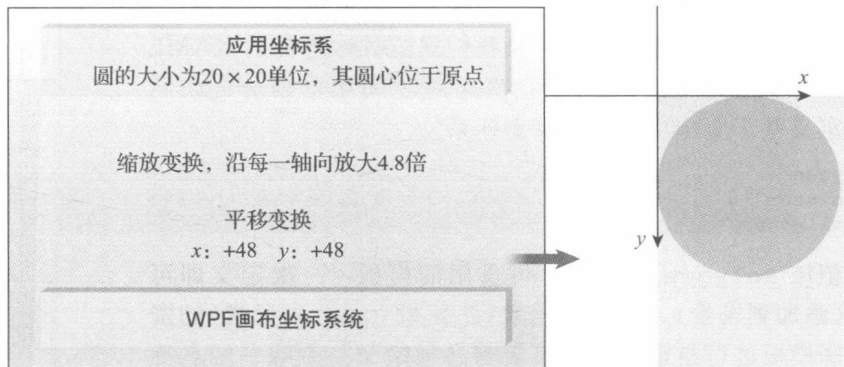 应用坐标系
圆的大小为20×20单位，其圆心位于原点
缩放变换，沿每一轴向放大4.8倍
平移变换
x：+48 y：+48
WPF画布坐标系统
x
y